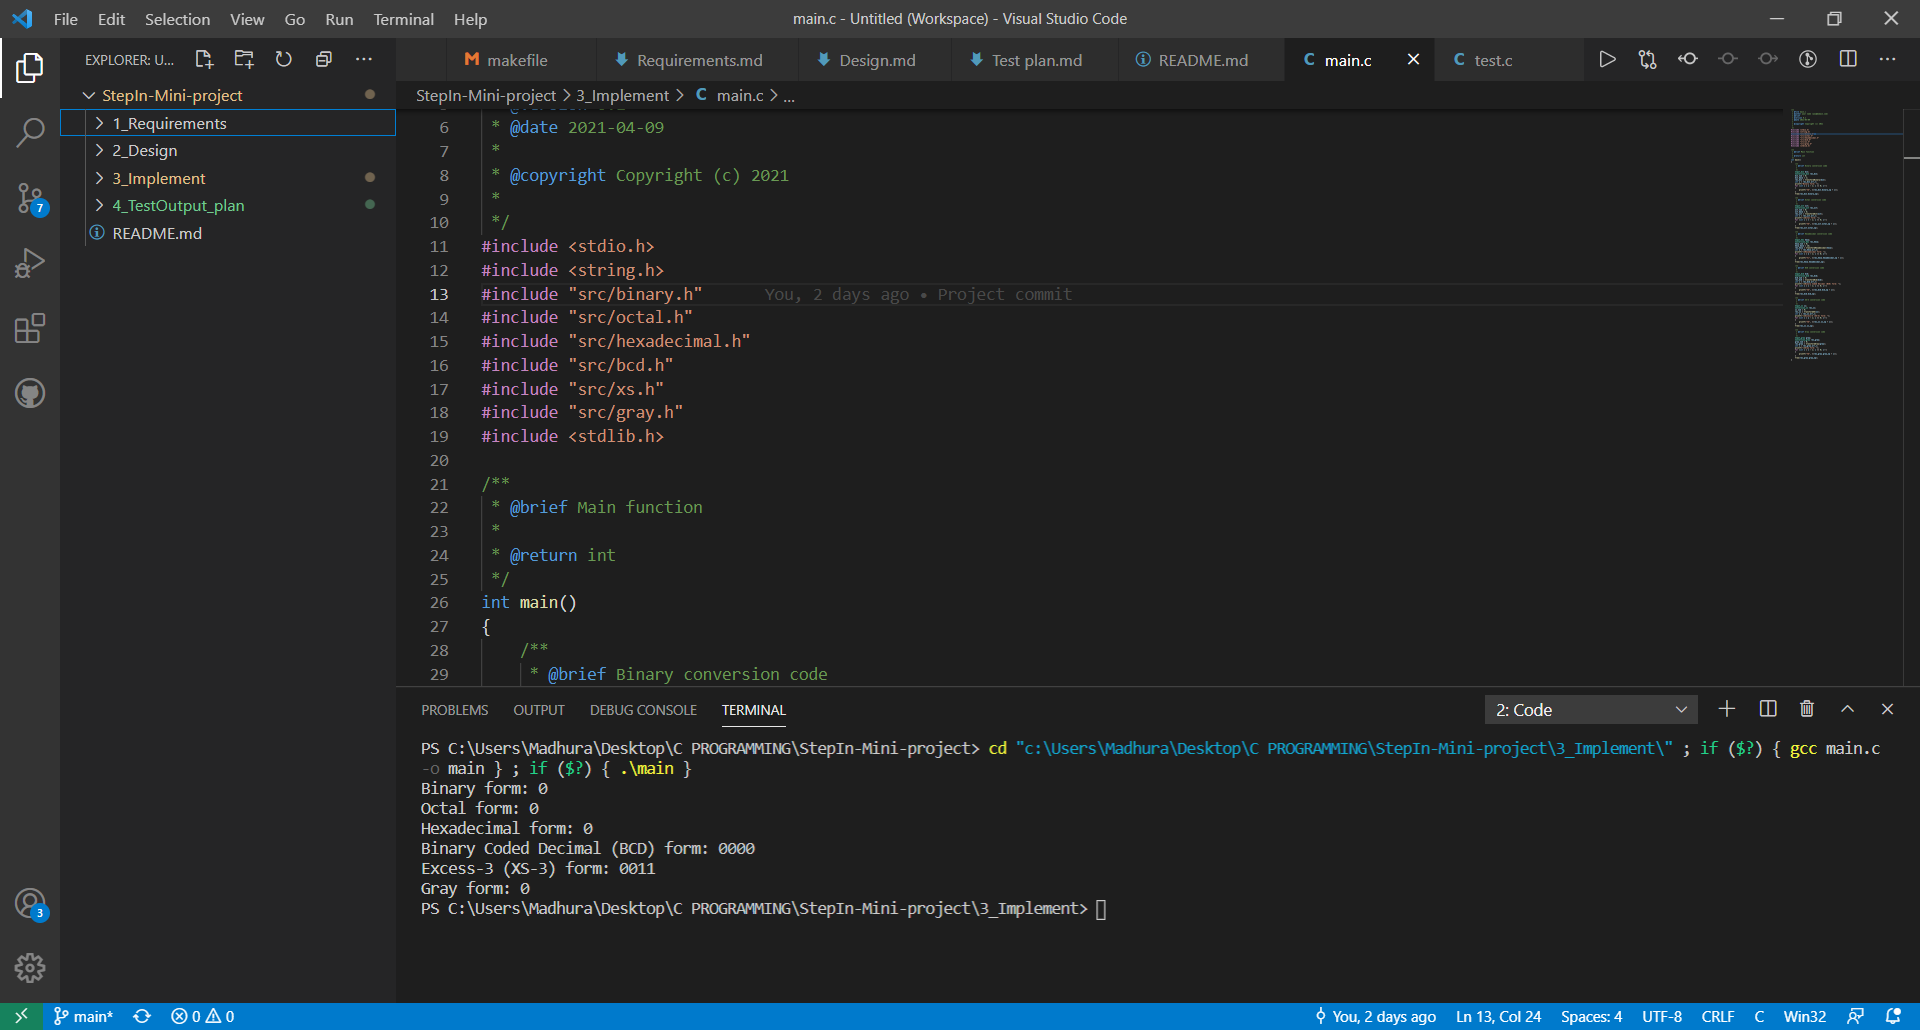 File Edit Selection View Go Run Terminal Help
main.c - Untitled (Workspace) - Visual Studio Code
EXPLORER: U...
makefile
Requirements.md
Design.md
Test plan.md
README.md
main.c
test.c
StepIn-Mini-project > 3_Implement > C main.c > ...
StepIn-Mini-project
1_Requirements
2_Design
3_Implement
4_TestOutput_plan
README.md
7
6 * @date 2021-04-09
7 *
8 * @copyright Copyright (c) 2021
9 *
10 */
11 #include <stdio.h>
12 #include <string.h>
13 #include "src/binary.h" You, 2 days ago • Project commit
14 #include "src/octal.h"
15 #include "src/hexadecimal.h"
16 #include "src/bcd.h"
17 #include "src/xs.h"
18 #include "src/gray.h"
19 #include <stdlib.h>
20
21 /**
22 * @brief Main function
23 *
24 * @return int
25 */
26 int main()
27 {
28 /**
29 * @brief Binary conversion code
PROBLEMS OUTPUT DEBUG CONSOLE TERMINAL
2: Code
PS C:\Users\Madhura\Desktop\C PROGRAMMING\StepIn-Mini-project> cd "c:\Users\Madhura\Desktop\C PROGRAMMING\StepIn-Mini-project\3_Implement\" ; if ($?) { gcc main.c
-o main } ; if ($?) { .\main }
Binary form: 0
Octal form: 0
Hexadecimal form: 0
Binary Coded Decimal (BCD) form: 0000
Excess-3 (XS-3) form: 0011
Gray form: 0
PS C:\Users\Madhura\Desktop\C PROGRAMMING\StepIn-Mini-project\3_Implement>
3
main* 0 0
You, 2 days ago Ln 13, Col 24 Spaces: 4 UTF-8 CRLF C Win32